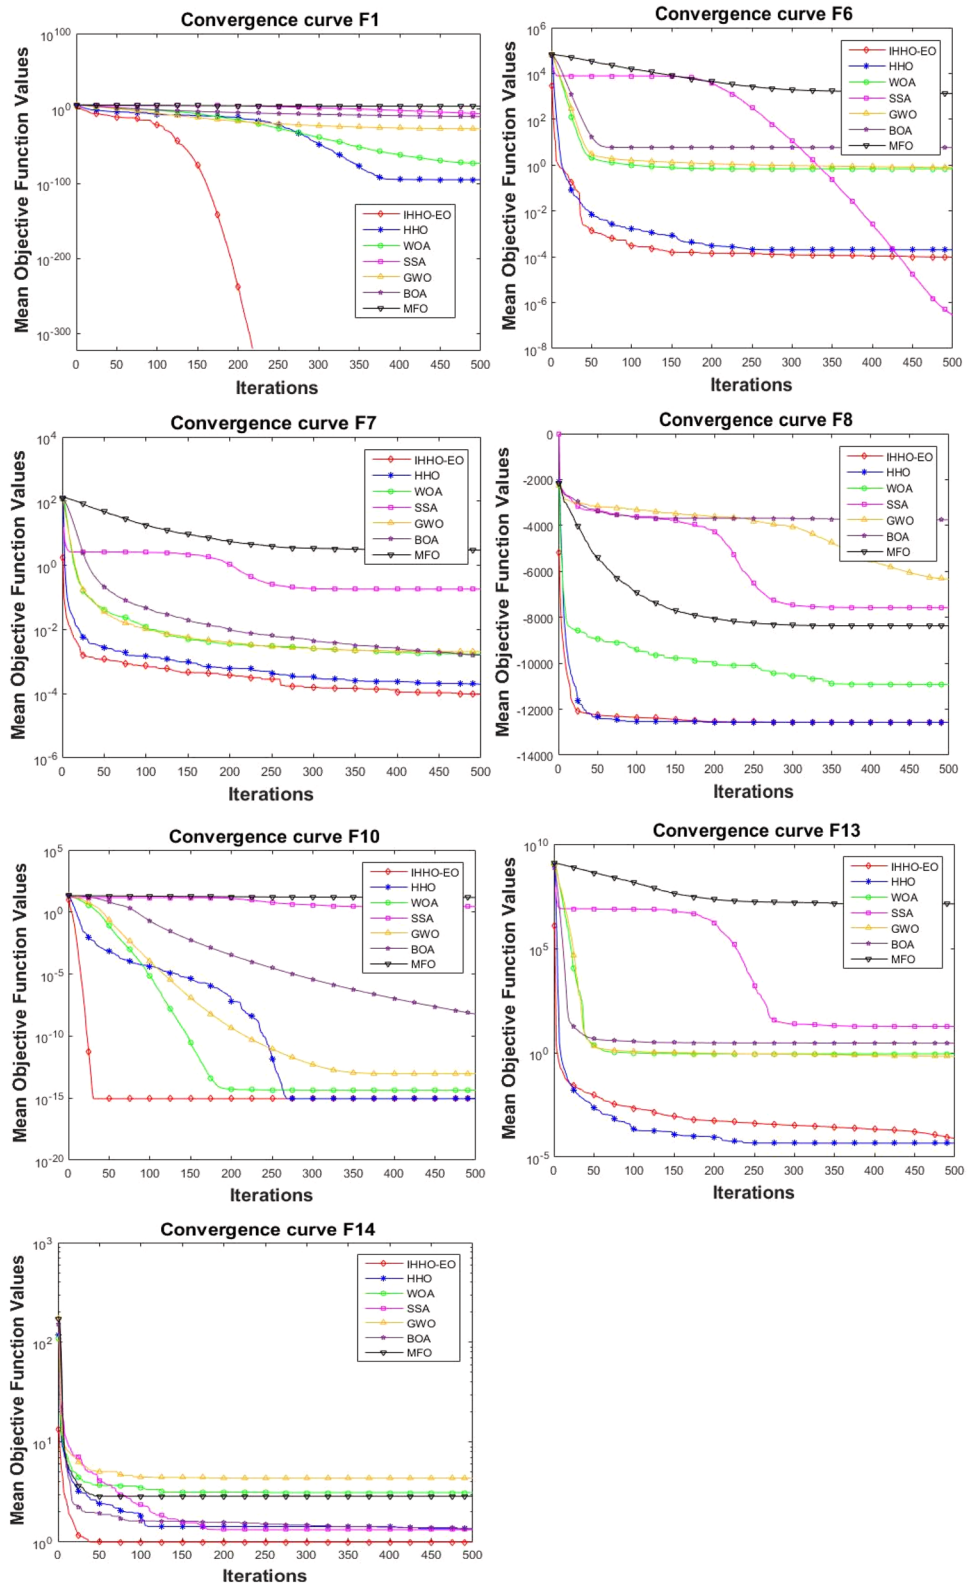 Convergence curve F1
Mean Objective Function Values
10^100
10^0
10^-100
10^-200
10^-300
IHHO-EO
HHO
WOA
SSA
GWO
BOA
MFO
0 50 100 150 200 250 300 350 400 450 500
Iterations
Convergence curve F6
Mean Objective Function Values
10^6
10^4
10^2
10^0
10^-2
10^-4
10^-6
10^-8
IHHO-EO
HHO
WOA
SSA
GWO
BOA
MFO
0 50 100 150 200 250 300 350 400 450 500
Iterations
Convergence curve F7
Mean Objective Function Values
10^4
10^2
10^0
10^-2
10^-4
10^-6
IHHO-EO
HHO
WOA
SSA
GWO
BOA
MFO
0 50 100 150 200 250 300 350 400 450 500
Iterations
Convergence curve F8
Mean Objective Function Values
0
-2000
-4000
-6000
-8000
-10000
-12000
-14000
IHHO-EO
HHO
WOA
SSA
GWO
BOA
MFO
0 50 100 150 200 250 300 350 400 450 500
Iterations
Convergence curve F10
Mean Objective Function Values
10^5
10^0
10^-5
10^-10
10^-15
10^-20
IHHO-EO
HHO
WOA
SSA
GWO
BOA
MFO
0 50 100 150 200 250 300 350 400 450 500
Iterations
Convergence curve F13
Mean Objective Function Values
10^10
10^5
10^0
10^-5
IHHO-EO
HHO
WOA
SSA
GWO
BOA
MFO
0 50 100 150 200 250 300 350 400 450 500
Iterations
Convergence curve F14
Mean Objective Function Values
10^3
10^2
10^1
10^0
IHHO-EO
HHO
WOA
SSA
GWO
BOA
MFO
0 50 100 150 200 250 300 350 400 450 500
Iterations